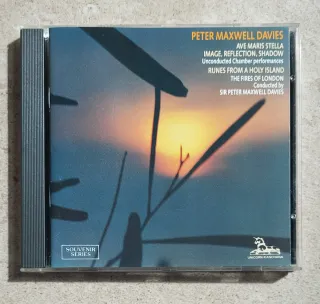 PETER MAXWELL DAVIES
AVE MARIS STELLA
IMAGE, REFLECTION, SHADOW
Unconducted Chamber performances
RUNES FROM A HOLY ISLAND
THE FIRES OF LONDON
Conducted by
SIR PETER MAXWELL DAVIES
SOUVENIR
SERIES